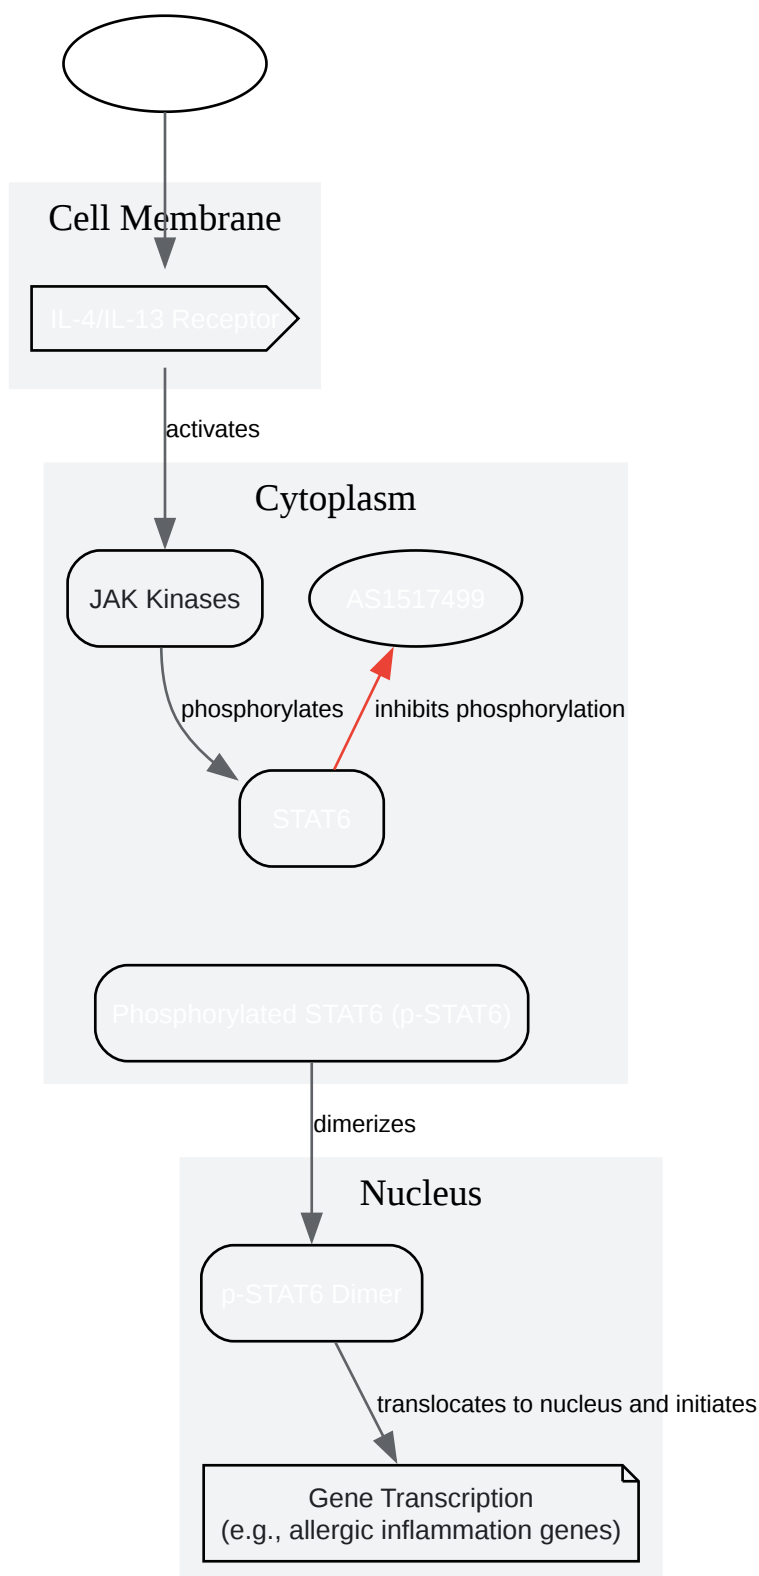 Cell Membrane
IL-4/IL-13 Receptor
activates
Cytoplasm
JAK Kinases
AS1517499
phosphorylates
inhibits phosphorylation
STAT6
Phosphorylated STAT6 (p-STAT6)
dimerizes
Nucleus
p-STAT6 Dimer
translocates to nucleus and initiates
Gene Transcription
(e.g., allergic inflammation genes)